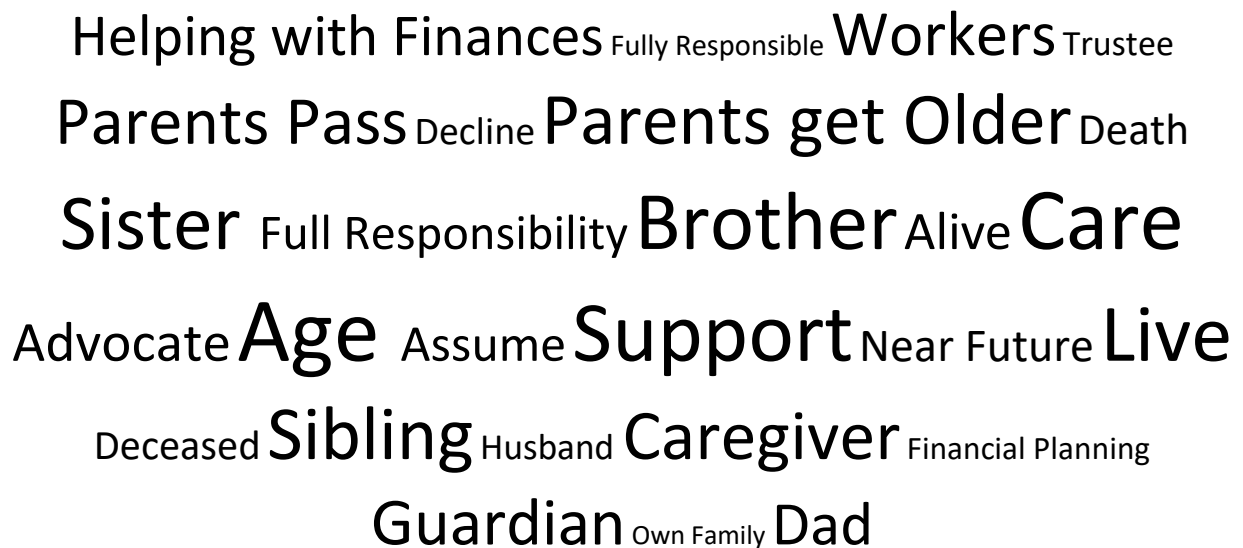 Helping with Finances Fully Responsible Workers Trustee
Parents Pass Decline Parents get Older Death
Sister Full Responsibility Brother Alive Care
Advocate Age Assume Support Near Future Live
Deceased Sibling Husband Caregiver Financial Planning
Guardian Own Family Dad